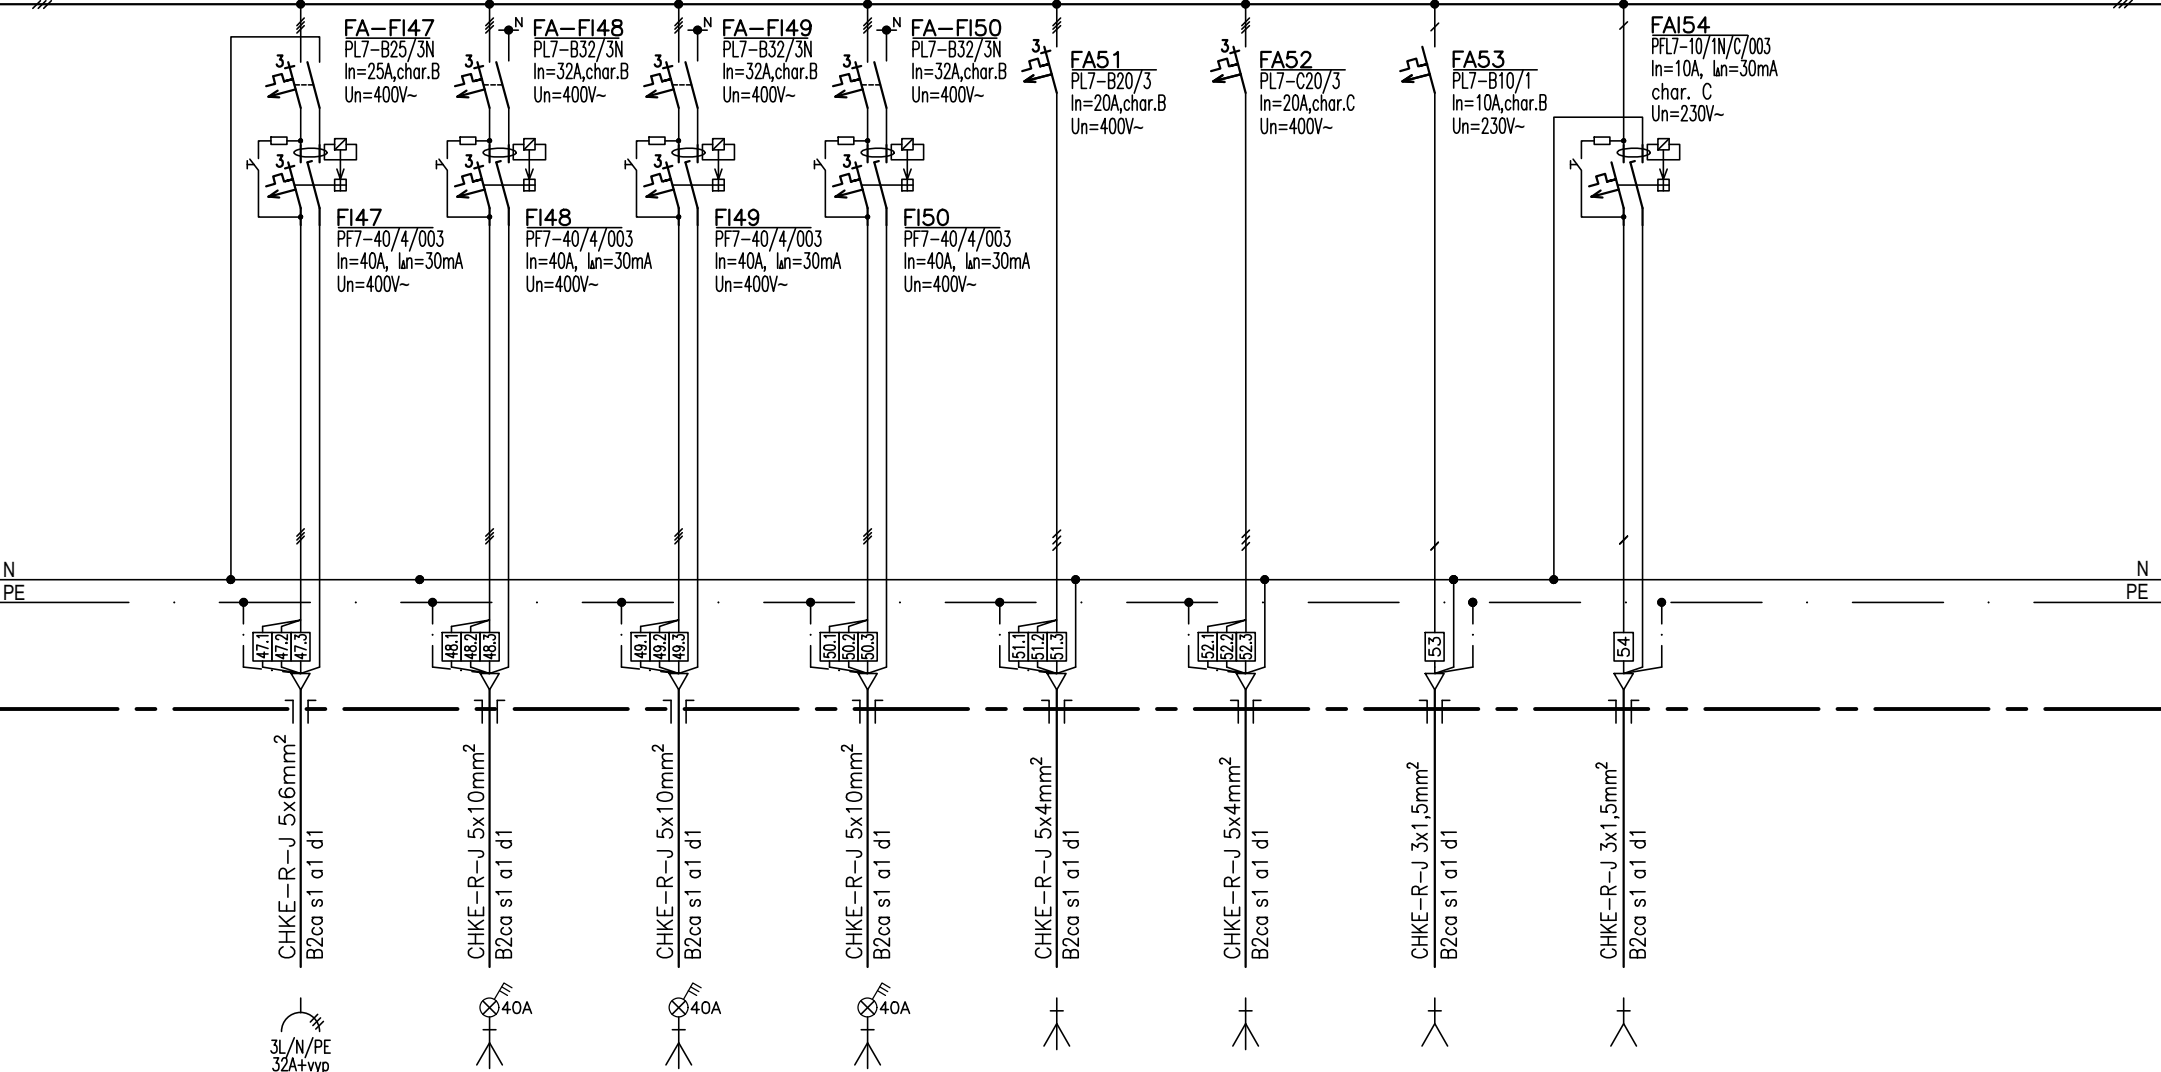 FA-FI47
PL7-B25/3N
In=25A,char.B
Un=400V~
3
3
FI47
PF7-40/4/003
In=40A, I∆n=30mA
Un=400V~
N
FA-FI48
PL7-B32/3N
In=32A,char.B
Un=400V~
3
3
FI48
PF7-40/4/003
In=40A, I∆n=30mA
Un=400V~
N
FA-FI49
PL7-B32/3N
In=32A,char.B
Un=400V~
3
3
FI49
PF7-40/4/003
In=40A, I∆n=30mA
Un=400V~
N
FA-FI50
PL7-B32/3N
In=32A,char.B
Un=400V~
3
3
FI50
PF7-40/4/003
In=40A, I∆n=30mA
Un=400V~
3
FA51
PL7-B20/3
In=20A,char.B
Un=400V~
3
FA52
PL7-C20/3
In=20A,char.C
Un=400V~
FA53
PL7-B10/1
In=10A,char.B
Un=230V~
FAI54
PFL7-10/1N/C/003
In=10A, I∆n=30mA
char. C
Un=230V~
N
PE
N
PE
47.1
47.2
47.3
48.1
48.2
48.3
49.1
49.2
49.3
50.1
50.2
50.3
51.1
51.2
51.3
52.1
52.2
52.3
53
54
CHKE-R-J 5x6mm²
B2ca s1 a1 d1
CHKE-R-J 5x10mm²
B2ca s1 a1 d1
CHKE-R-J 5x10mm²
B2ca s1 a1 d1
CHKE-R-J 5x10mm²
B2ca s1 a1 d1
CHKE-R-J 5x4mm²
B2ca s1 a1 d1
CHKE-R-J 5x4mm²
B2ca s1 a1 d1
CHKE-R-J 3x1,5mm²
B2ca s1 a1 d1
CHKE-R-J 3x1,5mm²
B2ca s1 a1 d1
3L/N/PE
32A+vyp
40A
40A
40A